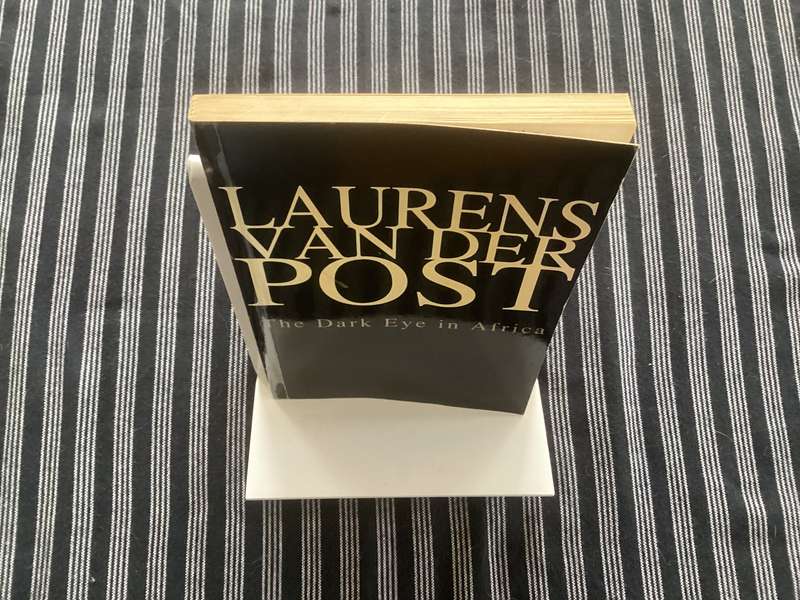 LAURENS
VAN DER
POST
The Dark Eye in Africa